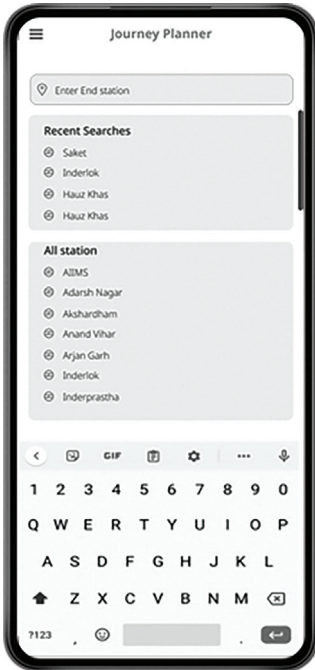 Journey Planner
Enter End station
Recent Searches
Saket
Inderlok
Hauz Khas
Hauz Khas
All station
AIIMS
Adarsh Nagar
Akshardham
Anand Vihar
Arjan Garh
Inderlok
Inderprastha
GIF
1 2 3 4 5 6 7 8 9 0
Q W E R T Y U I O P
A S D F G H J K L
Z X C V B N M
?123 , .